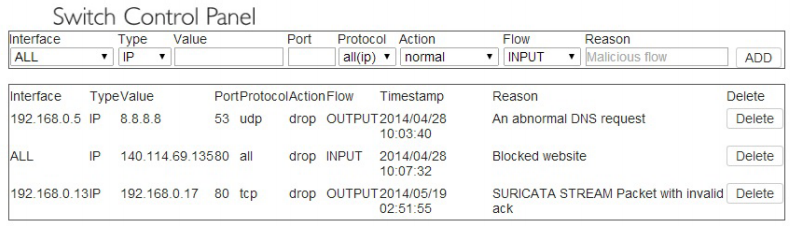 Switch Control Panel
Interface Type Value Port Protocol Action Flow Reason
ALL IP all(ip) normal INPUT Malicious flow ADD
Interface Type Value Port Protocol Action Flow Timestamp Reason Delete
192.168.0.5 IP 8.8.8.8 53 udp drop OUTPUT 2014/04/28 An abnormal DNS request Delete
10:03:40
ALL IP 140.114.69.135 80 all drop INPUT 2014/04/28 Blocked website Delete
10:07:32
192.168.0.13 IP 192.168.0.17 80 tcp drop OUTPUT 2014/05/19 SURICATA STREAM Packet with invalid Delete
02:51:55 ack